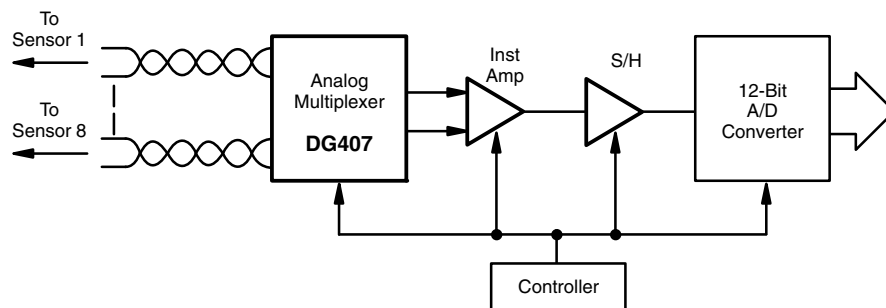 To
Sensor 1
To
Sensor 8
Analog
Multiplexer
DG407
Inst
Amp
S/H
12-Bit
A/D
Converter
Controller